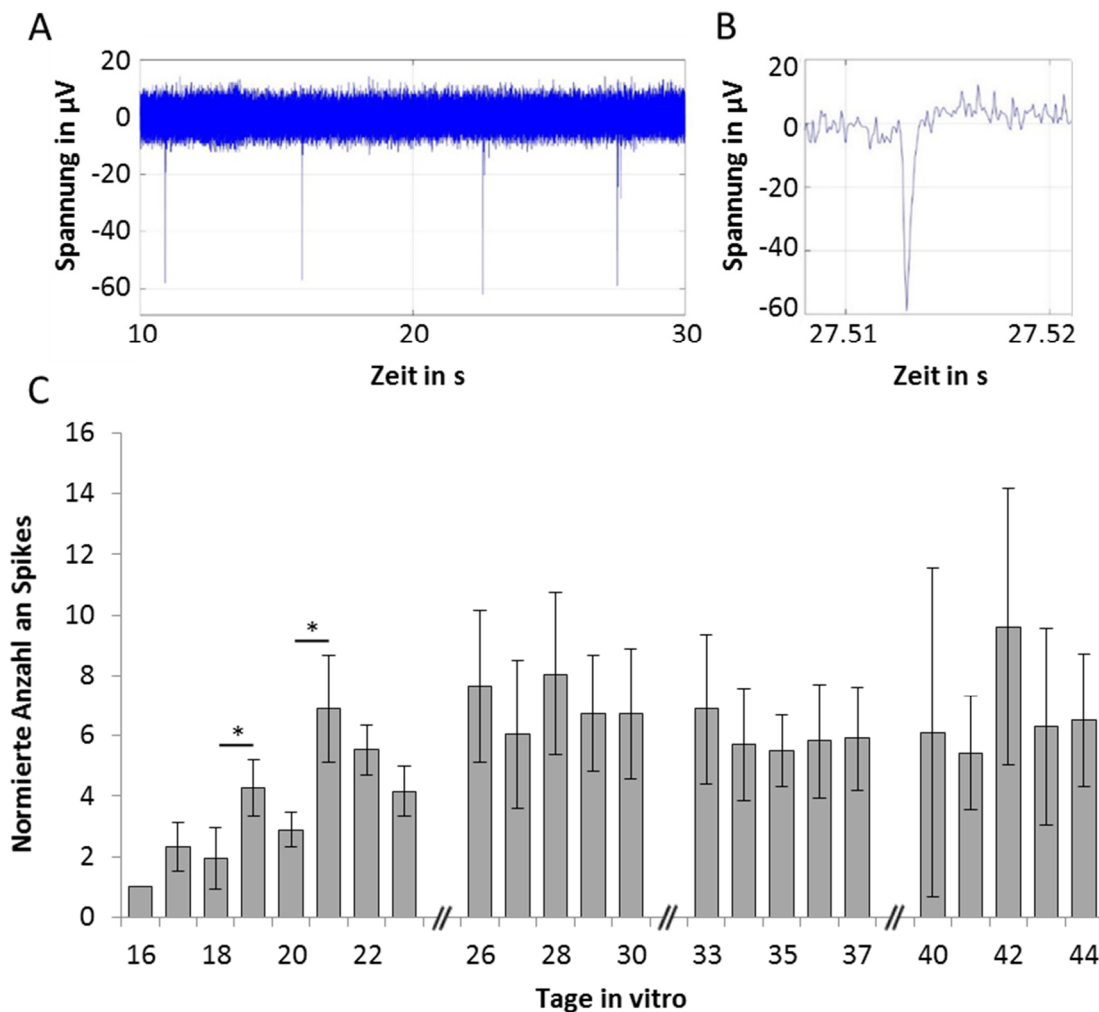 A
Spannung in µV
20
0
-20
-40
-60
10 20 30
Zeit in s
B
Spannung in µV
20
0
-20
-40
-60
27.51 27.52
Zeit in s
C
Normierte Anzahl an Spikes
16
14
12
10
8
6
4
2
0
*
*
// // //
16 18 20 22 26 28 30 33 35 37 40 42 44
Tage in vitro